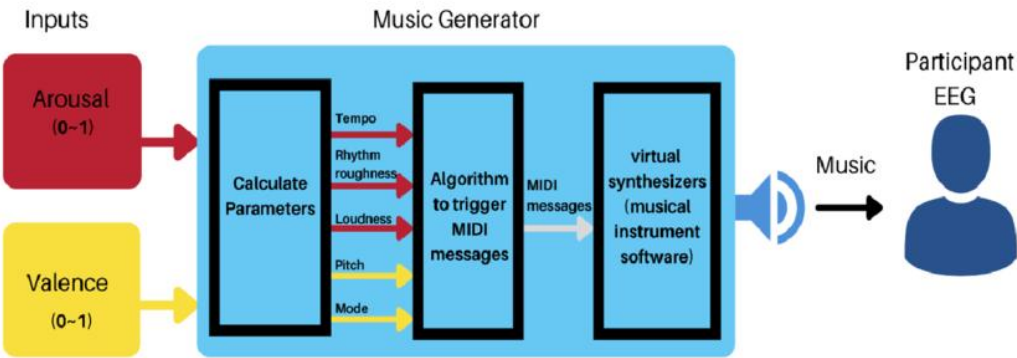 Inputs
Music Generator
Arousal
(0~1)
Valence
(0~1)
Calculate
Parameters
Tempo
Rhythm
roughness
Loudness
Pitch
Mode
Algorithm
to trigger
MIDI
messages
MIDI
messages
virtual
synthesizers
(musical
instrument
software)
Music
Participant
EEG